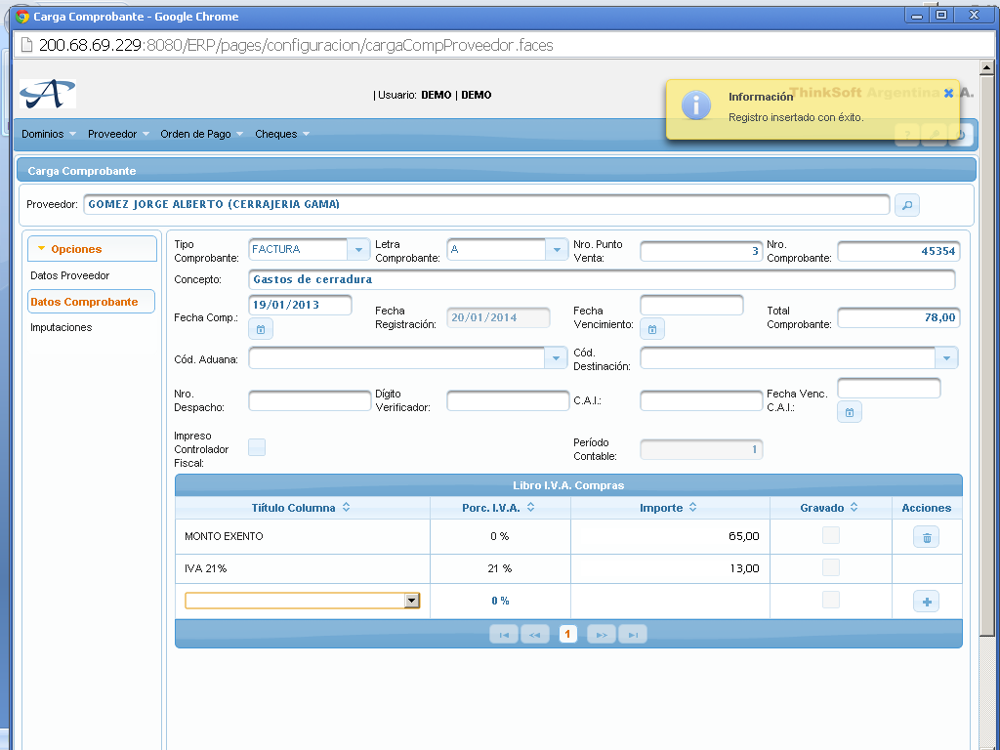 Carga Comprobante - Google Chrome
200.68.69.229:8080/ERP/pages/configuracion/cargaCompProveedor.faces
| Usuario: DEMO | DEMO
ThinkSoft Argentina S.A.
Información
Registro insertado con éxito.
Dominios Proveedor Orden de Pago Cheques
Carga Comprobante
Proveedor: GOMEZ JORGE ALBERTO (CERRAJERIA GAMA)
Opciones
Datos Proveedor
Datos Comprobante
Imputaciones
Tipo Comprobante: FACTURA Letra Comprobante: A Nro. Punto Venta: 3 Nro. Comprobante: 45354
Concepto: Gastos de cerradura
Fecha Comp.: 19/01/2013 Fecha Registración: 20/01/2014 Fecha Vencimiento: Total Comprobante: 78,00
Cód. Aduana: Cód. Destinación:
Nro. Despacho: Dígito Verificador: C.A.I.: Fecha Venc. C.A.I.:
Impreso Controlador Fiscal: Período Contable: 1
Libro I.V.A. Compras
Tiítulo Columna Porc. I.V.A. Importe Gravado Acciones
MONTO EXENTO 0 % 65,00
IVA 21% 21 % 13,00
0 %
1